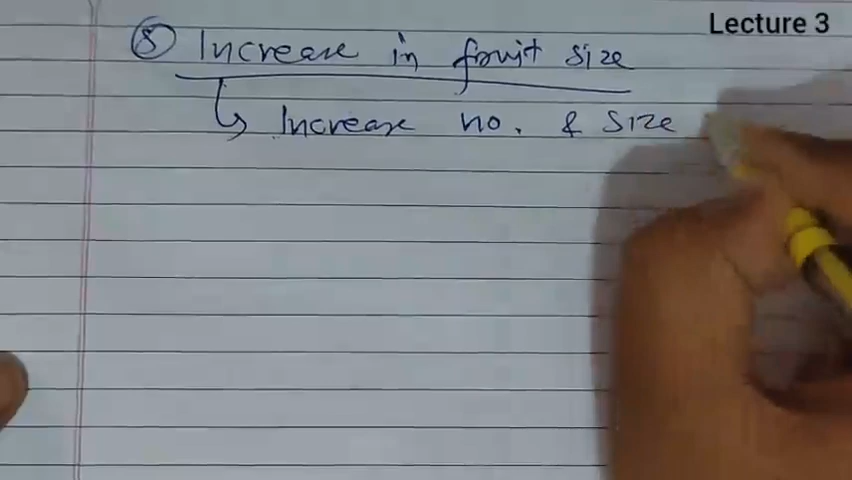 Lecture 3
⑧ Increase in fruit size
↳ Increase no. & Size